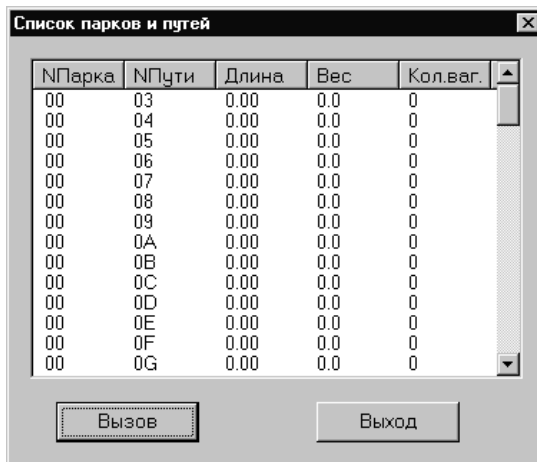 Список парков и путей
NПарка NПути Длина Вес Кол.ваг.
00 03 0.00 0.0 0
00 04 0.00 0.0 0
00 05 0.00 0.0 0
00 06 0.00 0.0 0
00 07 0.00 0.0 0
00 08 0.00 0.0 0
00 09 0.00 0.0 0
00 0A 0.00 0.0 0
00 0B 0.00 0.0 0
00 0C 0.00 0.0 0
00 0D 0.00 0.0 0
00 0E 0.00 0.0 0
00 0F 0.00 0.0 0
00 0G 0.00 0.0 0
Вызов Выход